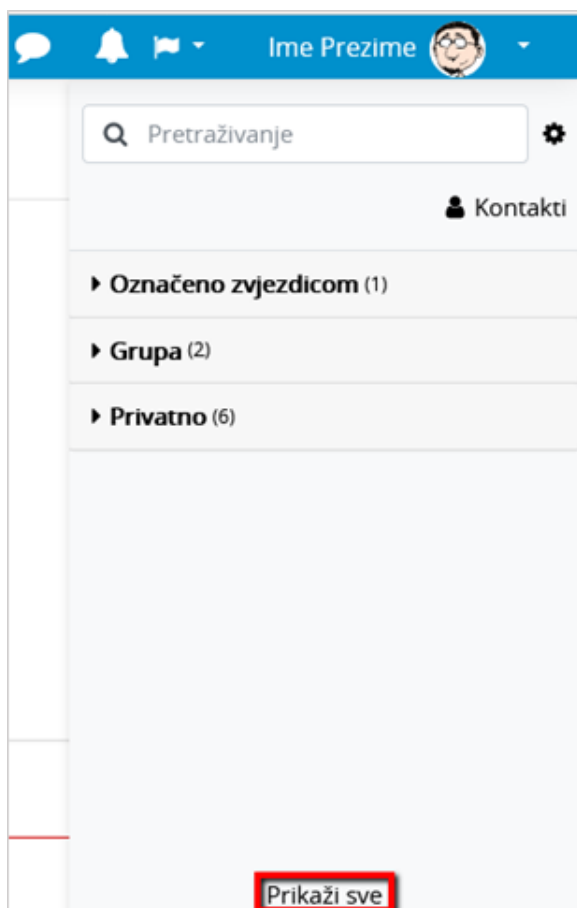 Ime Prezime
Pretraživanje
Kontakti
Označeno zvjezdicom (1)
Grupa (2)
Privatno (6)
Prikaži sve